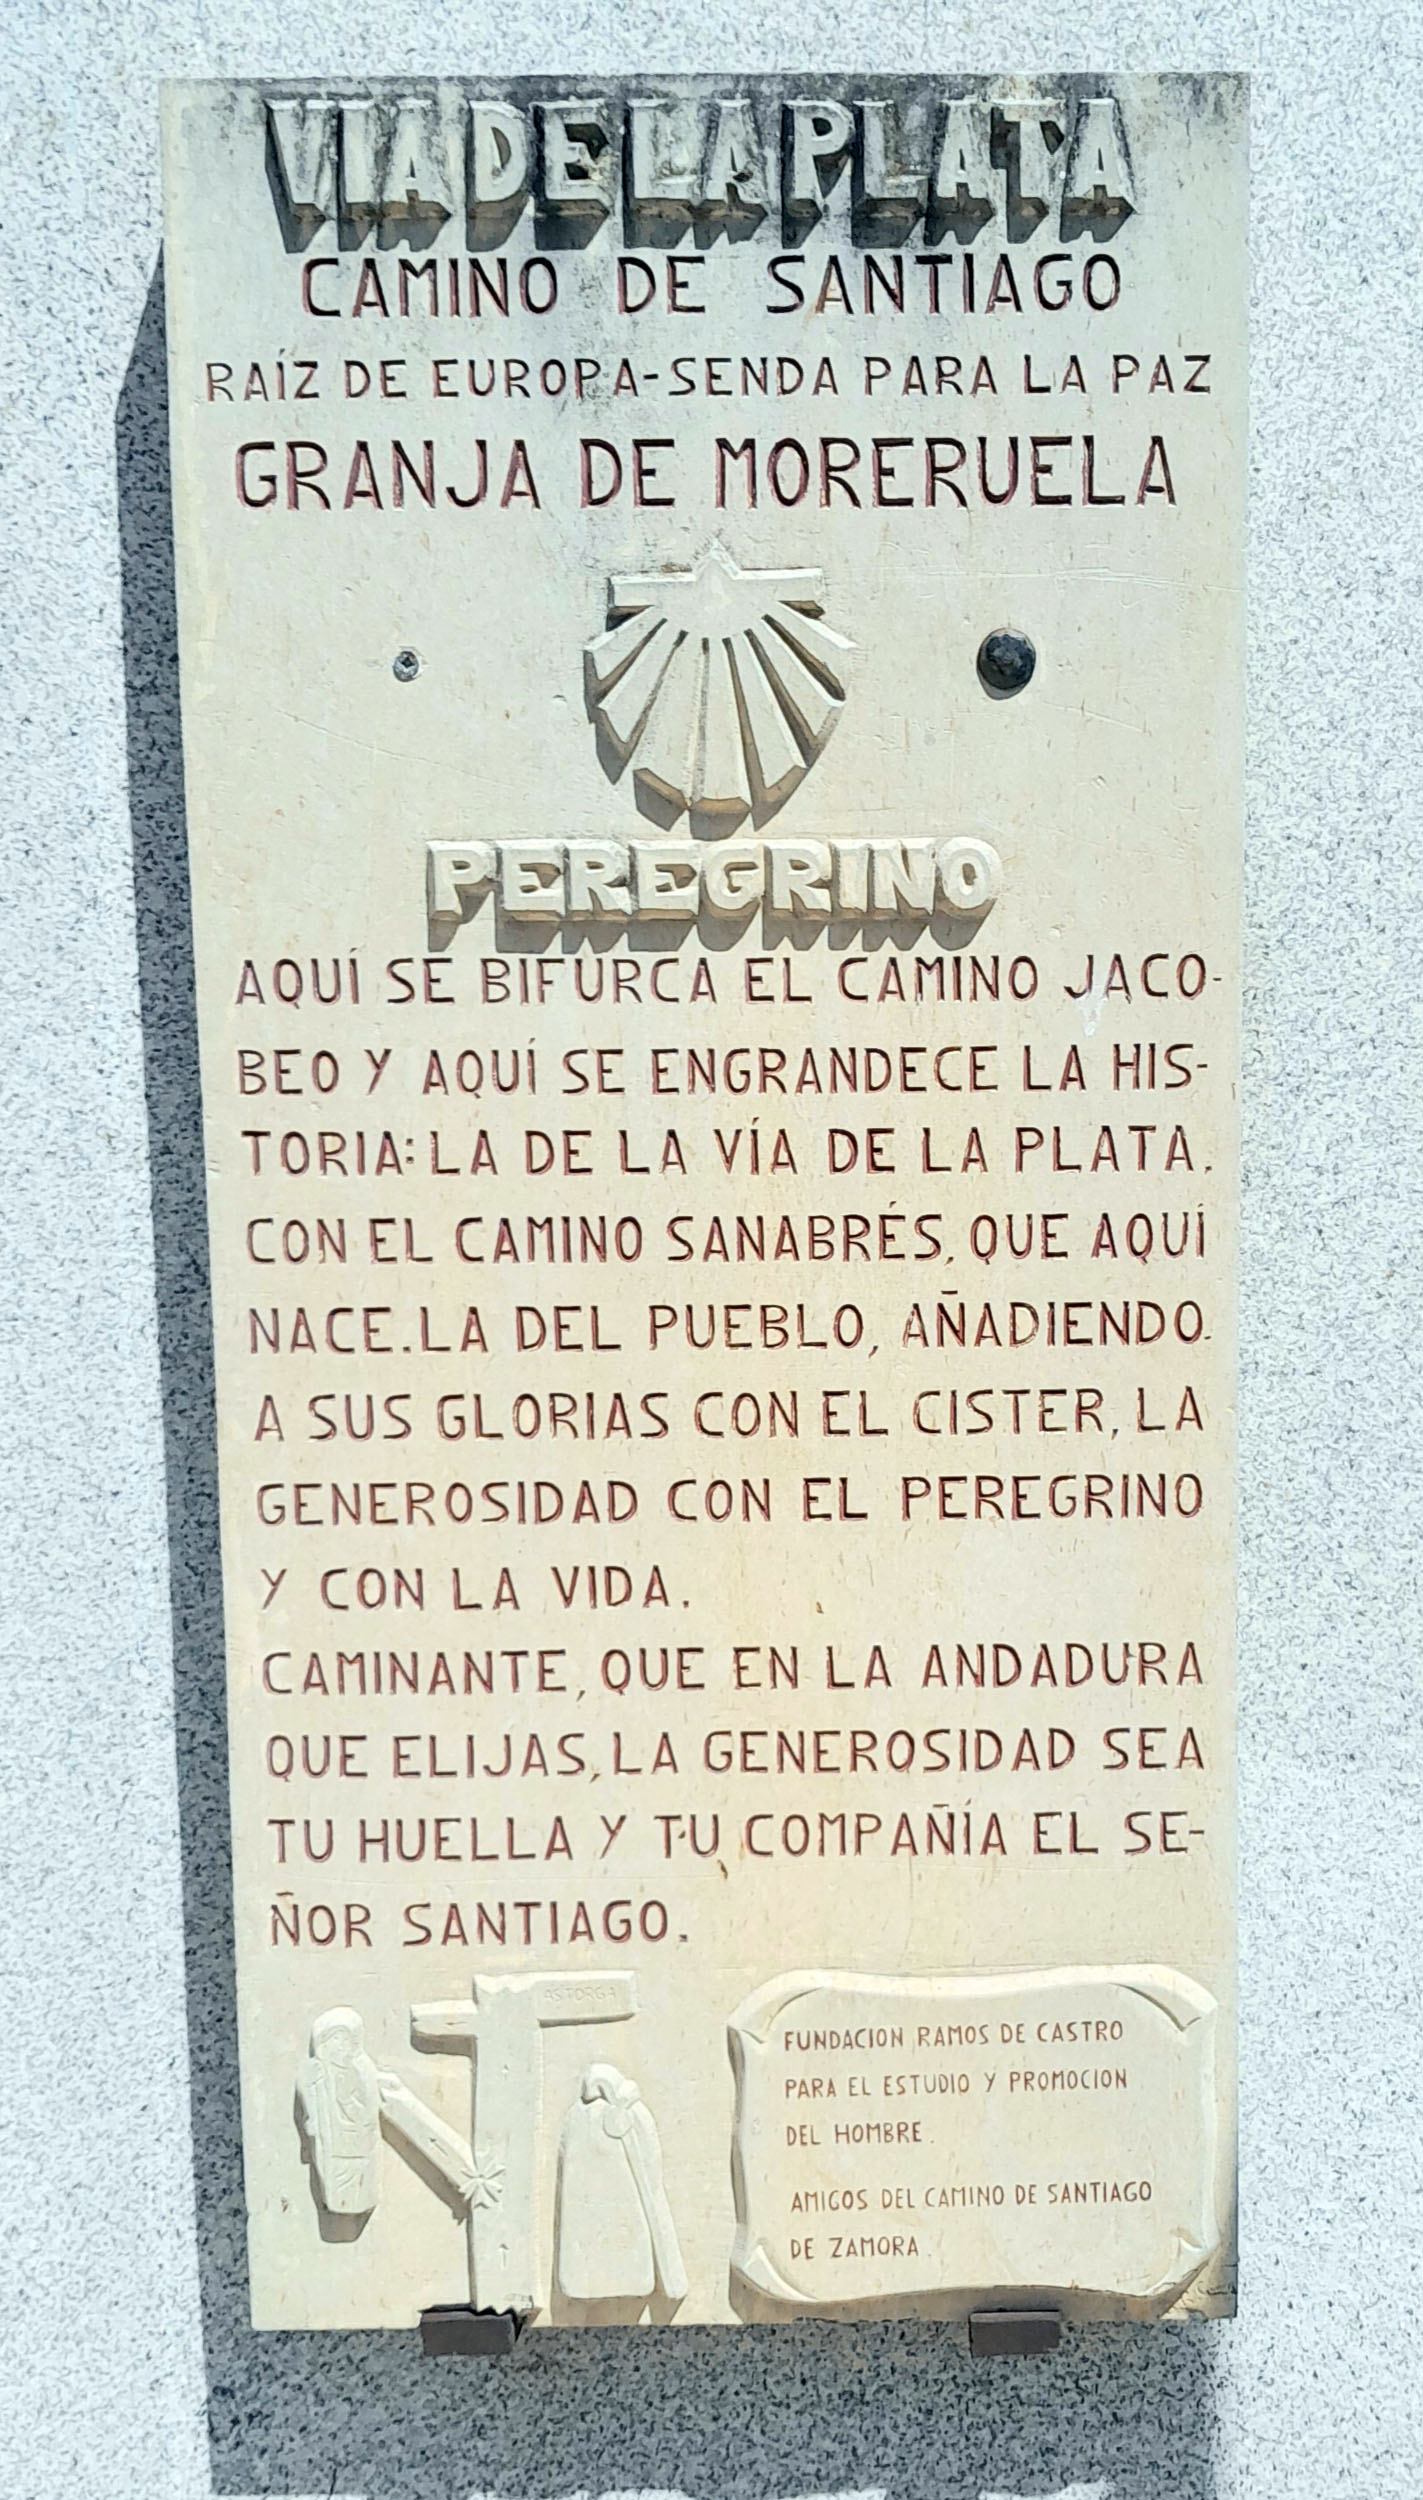 VIA DE LA PLATA
CAMINO DE SANTIAGO
RAÍZ DE EUROPA-SENDA PARA LA PAZ
GRANJA DE MORERUELA
PEREGRINO
AQUÍ SE BIFURCA EL CAMINO JACO-
BEO Y AQUÍ SE ENGRANDECE LA HIS-
TORIA: LA DE LA VÍA DE LA PLATA.
CON EL CAMINO SANABRÉS, QUE AQUÍ
NACE. LA DEL PUEBLO, AÑADIENDO
A SUS GLORIAS CON EL CISTER, LA
GENEROSIDAD CON EL PEREGRINO
Y CON LA VIDA.
CAMINANTE, QUE EN LA ANDADURA
QUE ELIJAS, LA GENEROSIDAD SEA
TU HUELLA Y TU COMPAÑÍA EL SE-
ÑOR SANTIAGO.
ASTORGA
FUNDACION RAMOS DE CASTRO
PARA EL ESTUDIO Y PROMOCION
DEL HOMBRE.
AMIGOS DEL CAMINO DE SANTIAGO
DE ZAMORA.